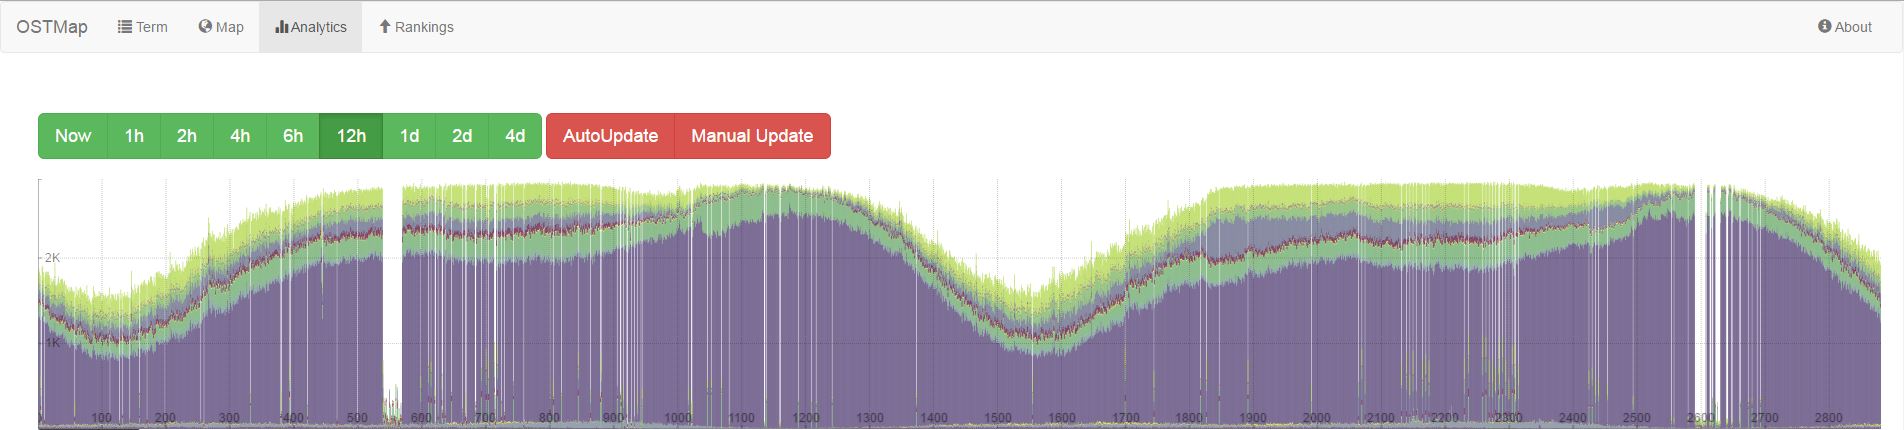 OSTMap Term Map Analytics Rankings About
Now 1h 2h 4h 6h 12h 1d 2d 4d AutoUpdate Manual Update
2K
1K
100 200 300 400 500 600 700 800 900 1000 1100 1200 1300 1400 1500 1600 1700 1800 1900 2000 2100 2200 2300 2400 2500 2600 2700 2800